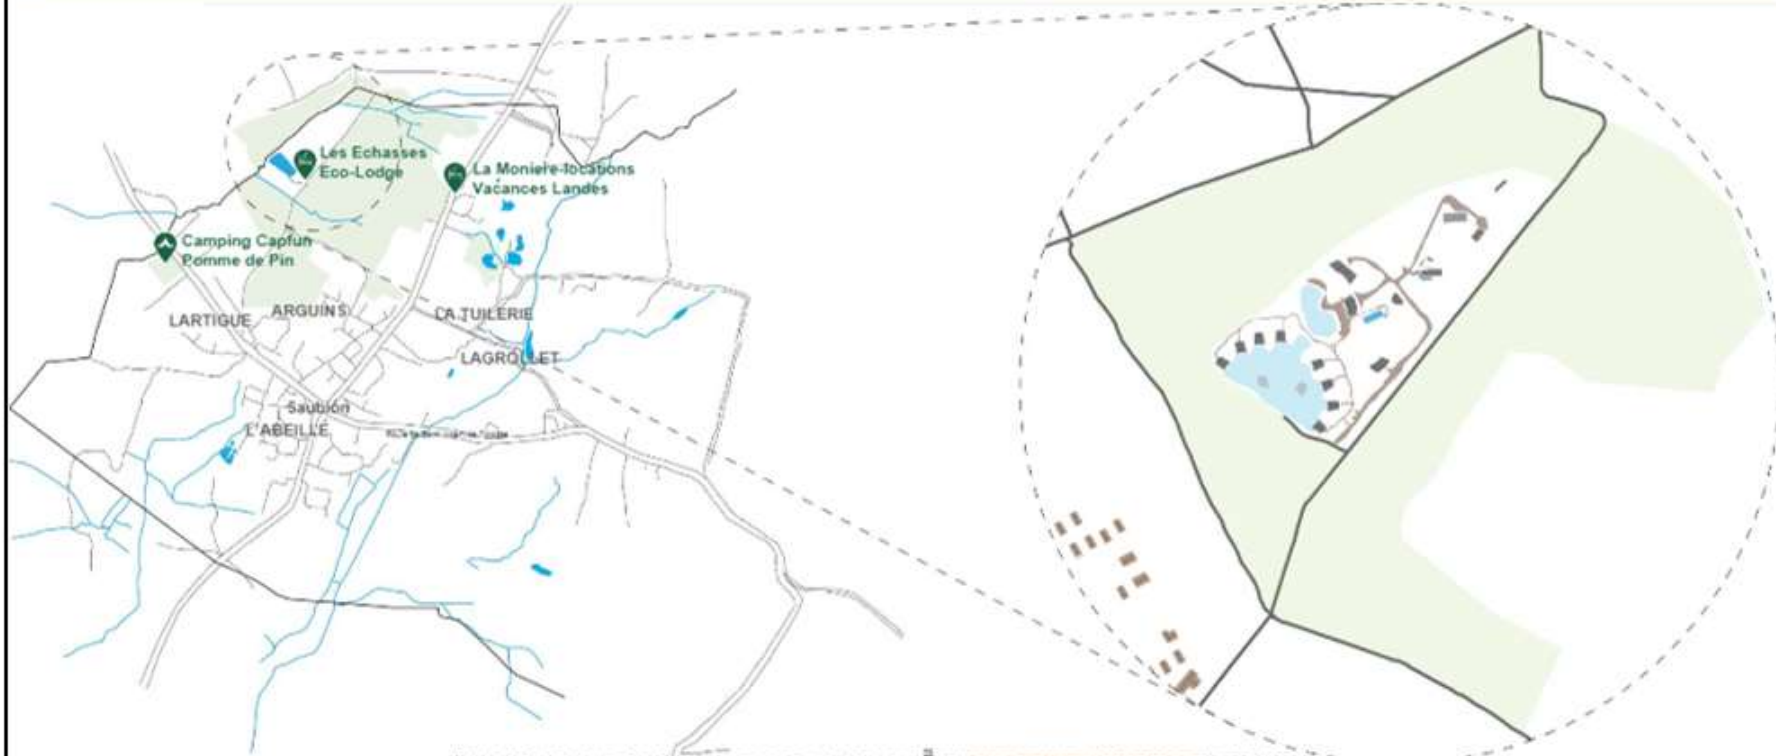 Les Echasses
Eco-Lodge
La Moniere-locations
Vacances Landes
Camping Capfun
Pomme de Pin
LARTIGUE
ARGUINS
LA TUILERIE
LAGROLLET
Saubion
L'ABEILLE